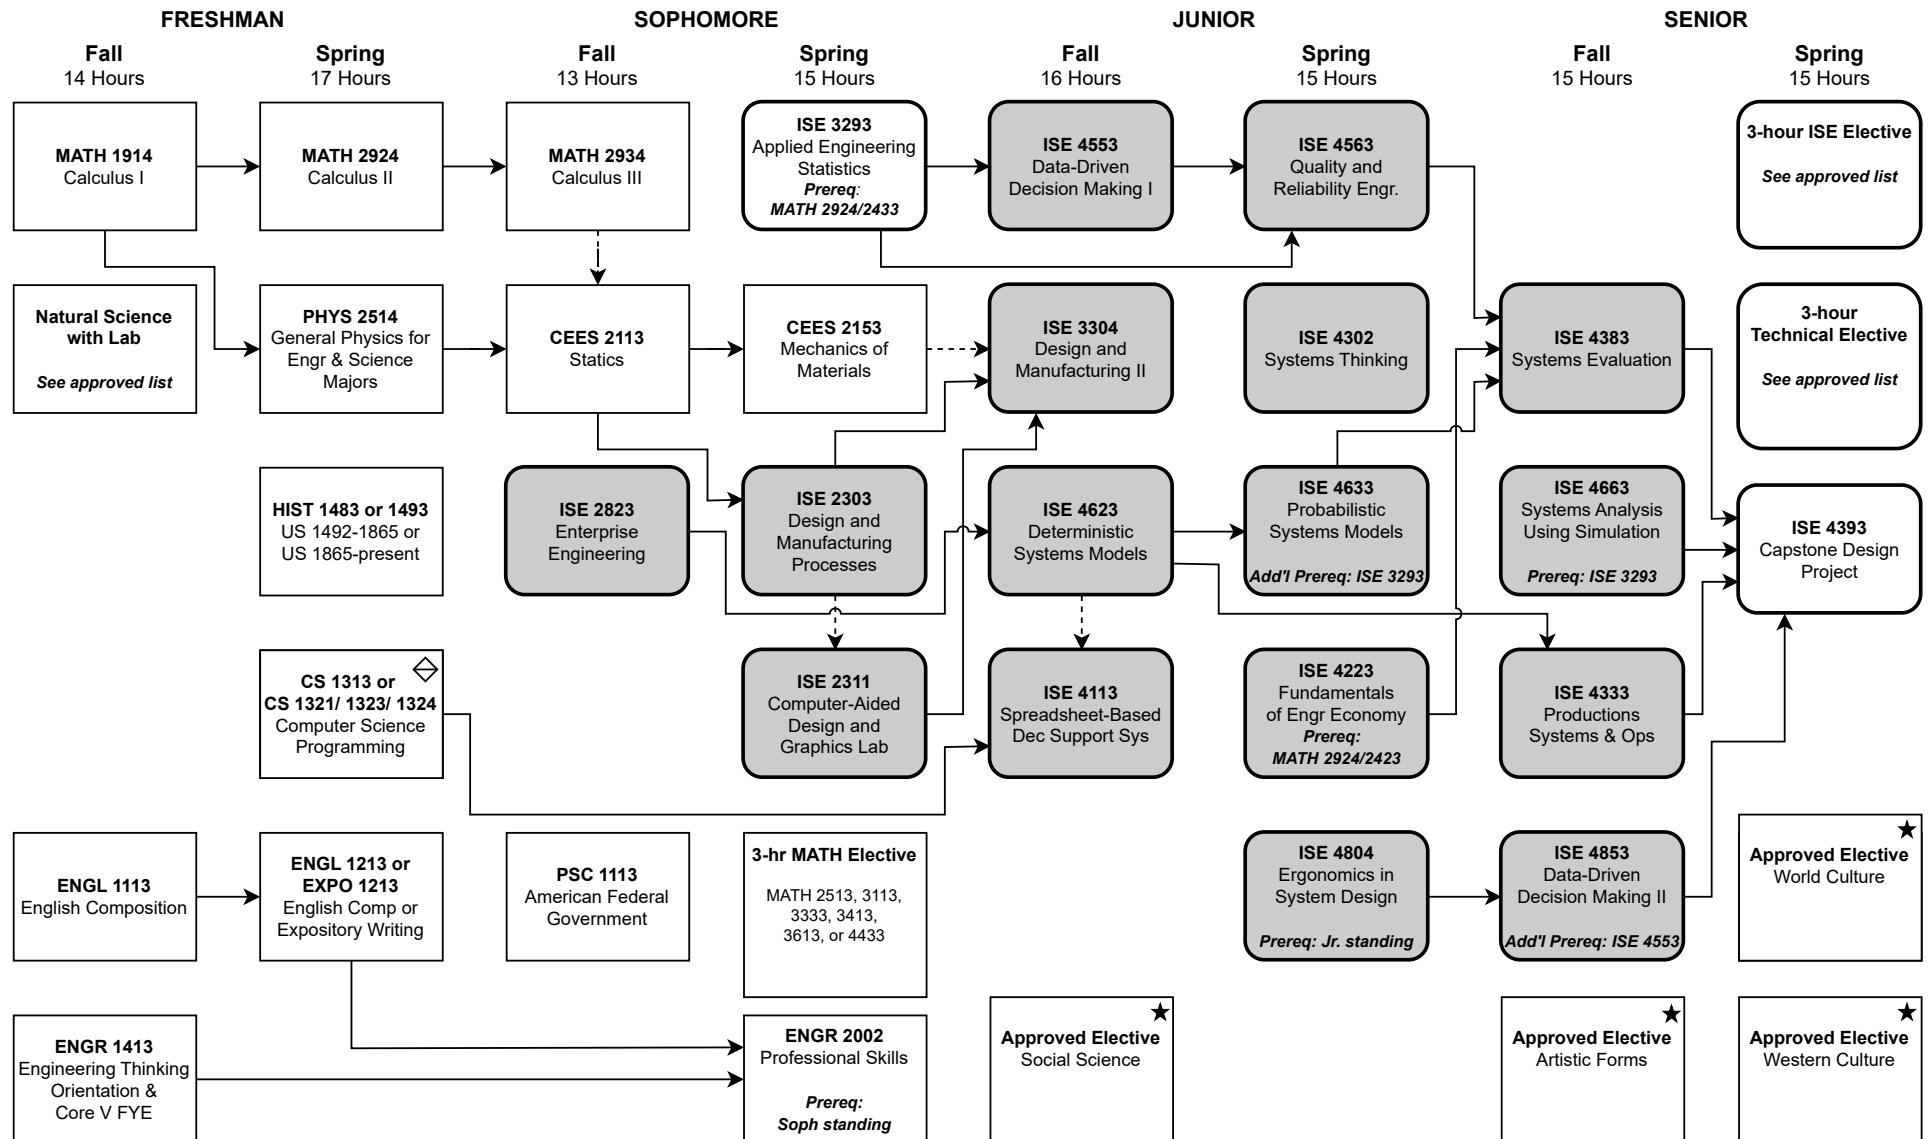 FRESHMAN
SOPHOMORE
JUNIOR
SENIOR
Fall
14 Hours
Spring
17 Hours
Fall
13 Hours
Spring
15 Hours
Fall
16 Hours
Spring
15 Hours
Fall
15 Hours
Spring
15 Hours
MATH 1914
Calculus I
MATH 2924
Calculus II
MATH 2934
Calculus III
ISE 3293
Applied Engineering
Statistics
Prereq:
MATH 2924/2433
ISE 4553
Data-Driven
Decision Making I
ISE 4563
Quality and
Reliability Engr.
3-hour ISE Elective
See approved list
Natural Science
with Lab
See approved list
PHYS 2514
General Physics for
Engr & Science
Majors
CEES 2113
Statics
CEES 2153
Mechanics of
Materials
ISE 3304
Design and
Manufacturing II
ISE 4302
Systems Thinking
ISE 4383
Systems Evaluation
3-hour
Technical Elective
See approved list
HIST 1483 or 1493
US 1492-1865 or
US 1865-present
ISE 2823
Enterprise
Engineering
ISE 2303
Design and
Manufacturing
Processes
ISE 4623
Deterministic
Systems Models
ISE 4633
Probabilistic
Systems Models
Add'l Prereq: ISE 3293
ISE 4663
Systems Analysis
Using Simulation
Prereq: ISE 3293
ISE 4393
Capstone Design
Project
CS 1313 or
CS 1321/ 1323/ 1324
Computer Science
Programming
ISE 2311
Computer-Aided
Design and
Graphics Lab
ISE 4113
Spreadsheet-Based
Dec Support Sys
ISE 4223
Fundamentals
of Engr Economy
Prereq:
MATH 2924/2423
ISE 4333
Productions
Systems & Ops
ENGL 1113
English Composition
ENGL 1213 or
EXPO 1213
English Comp or
Expository Writing
PSC 1113
American Federal
Government
3-hr MATH Elective
MATH 2513, 3113,
3333, 3413,
3613, or 4433
ISE 4804
Ergonomics in
System Design
Prereq: Jr. standing
ISE 4853
Data-Driven
Decision Making II
Add'l Prereq: ISE 4553
Approved Elective
World Culture
ENGR 1413
Engineering Thinking
Orientation &
Core V FYE
ENGR 2002
Professional Skills
Prereq:
Soph standing
Approved Elective
Social Science
Approved Elective
Artistic Forms
Approved Elective
Western Culture